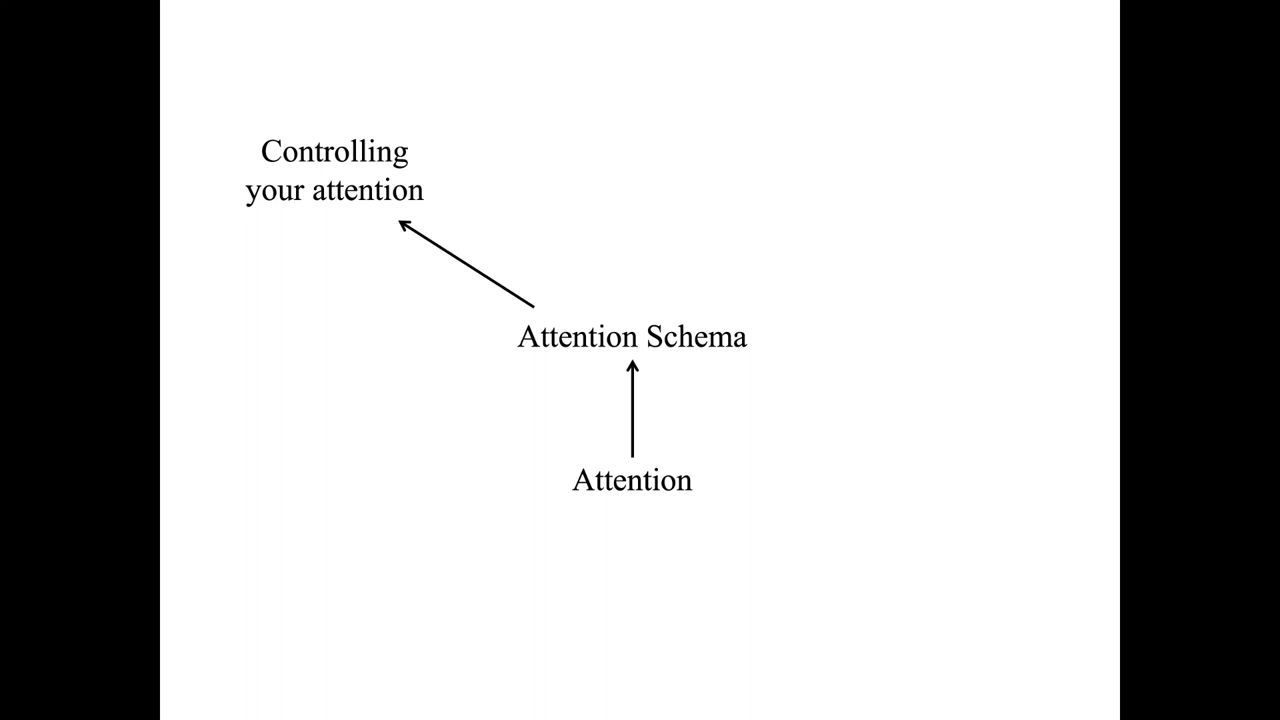 Controlling
your attention
Attention Schema
Attention